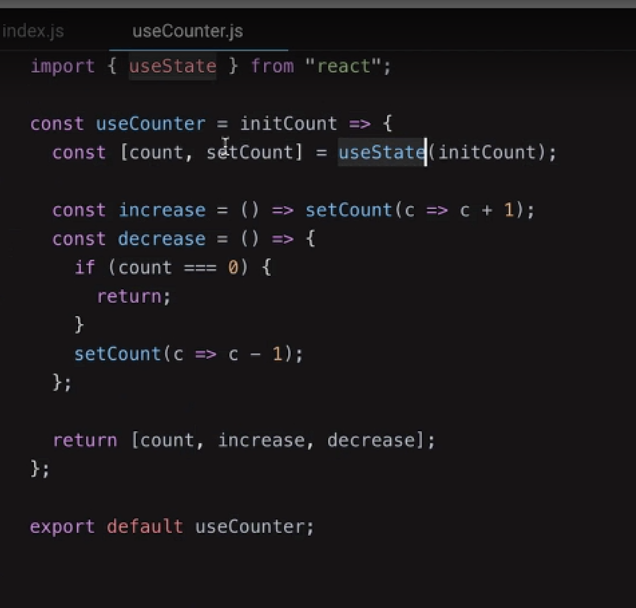 index.js useCounter.js
import { useState } from "react";
const useCounter = initCount => {
const [count, setCount] = useState(initCount);
const increase = () => setCount(c => c + 1);
const decrease = () => {
if (count === 0) {
return;
}
setCount(c => c - 1);
};
return [count, increase, decrease];
};
export default useCounter;